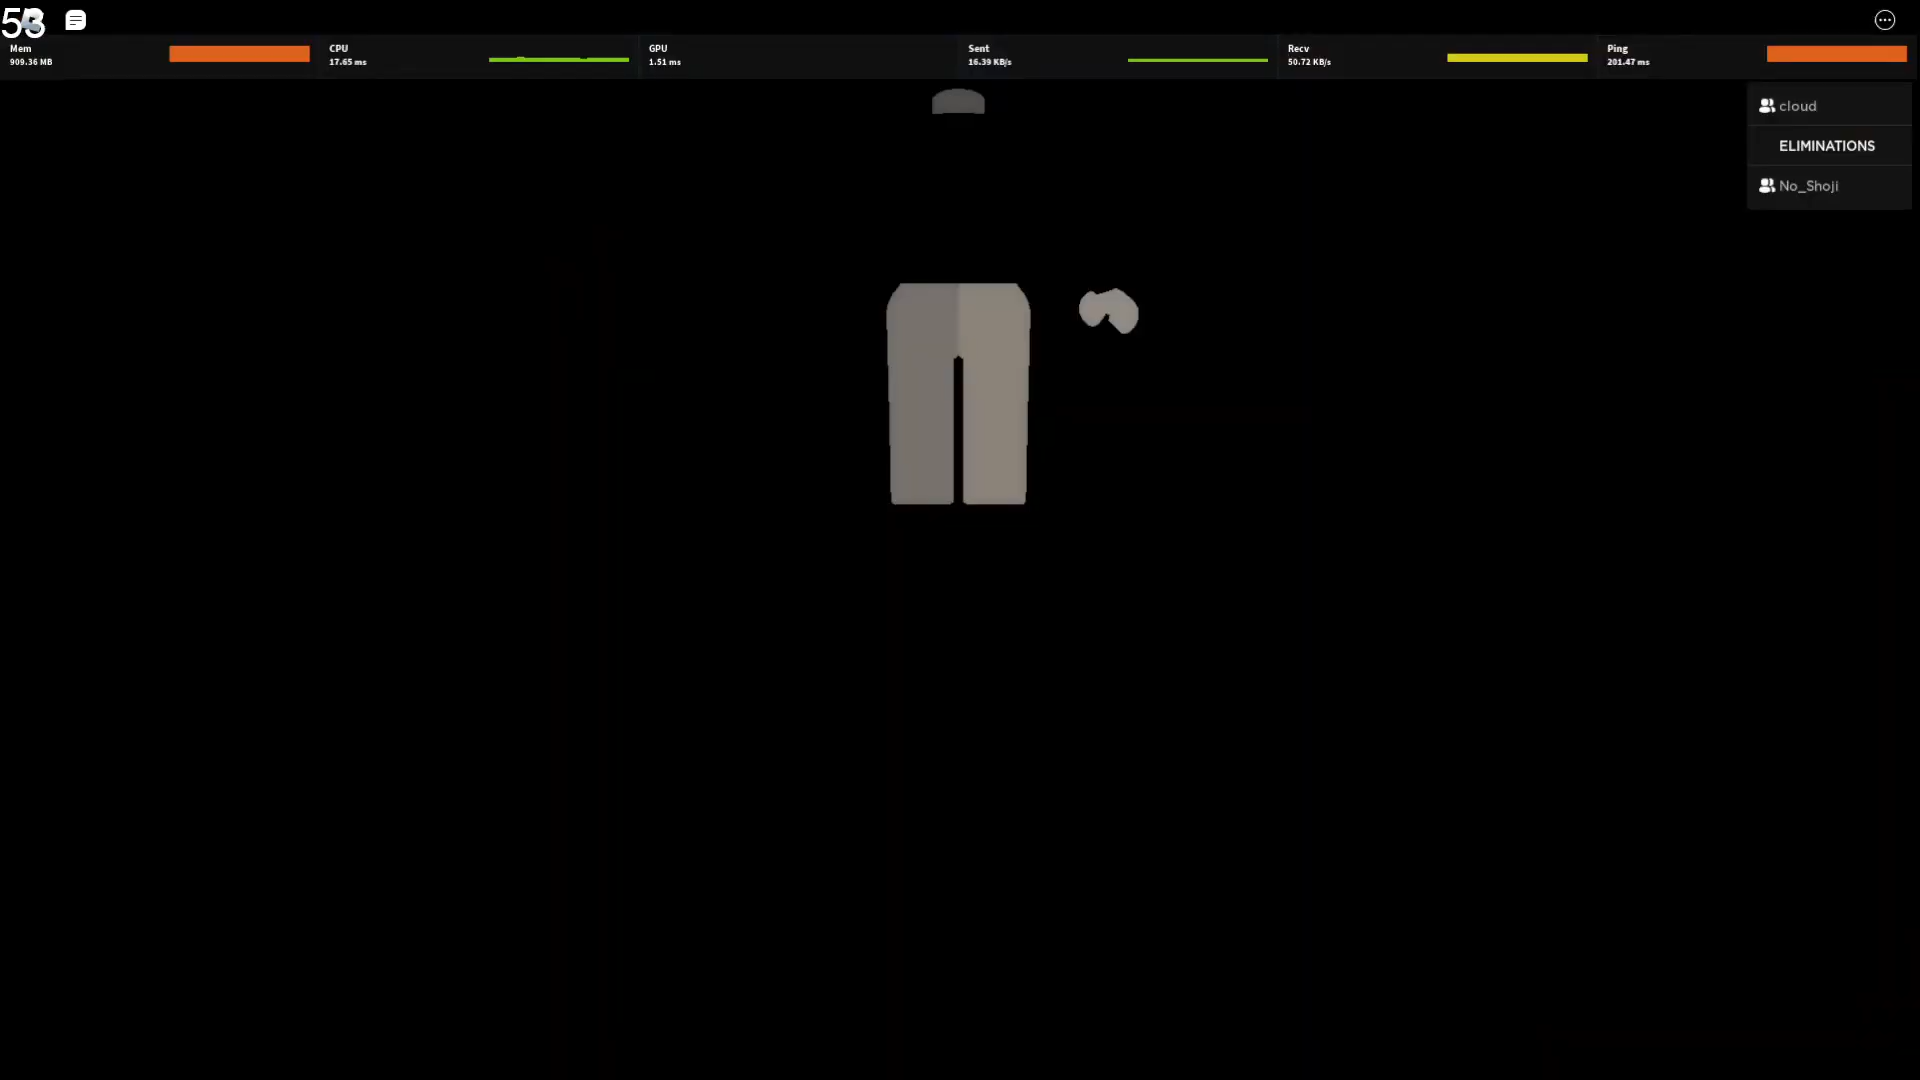 53
Mem
909.36 MB
CPU
17.65 ms
GPU
1.51 ms
Sent
16.39 KB/s
Recv
50.72 KB/s
Ping
201.47 ms
cloud
ELIMINATIONS
No_Shoji